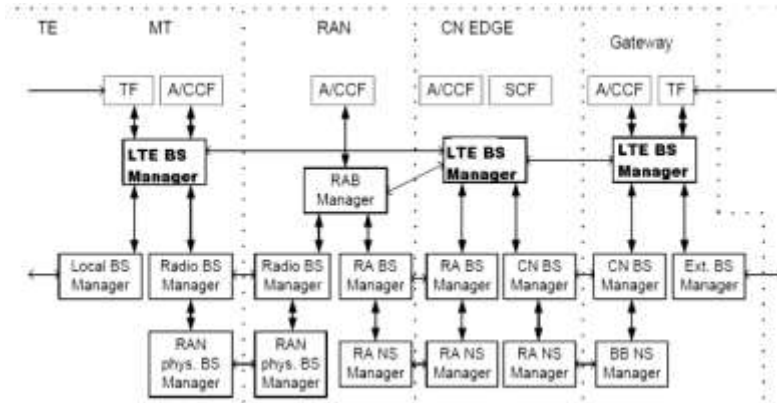 TE MT RAN CN EDGE Gateway
TF A/CCF A/CCF A/CCF SCF A/CCF TF
LTE BS
Manager
RAB
Manager
LTE BS
Manager
LTE BS
Manager
Local BS
Manager
Radio BS
Manager
Radio BS
Manager
RA BS
Manager
RA BS
Manager
CN BS
Manager
CN BS
Manager
Ext. BS
Manager
RAN
phys. BS
Manager
RAN
phys. BS
Manager
RA NS
Manager
RA NS
Manager
RA NS
Manager
BB NS
Manager